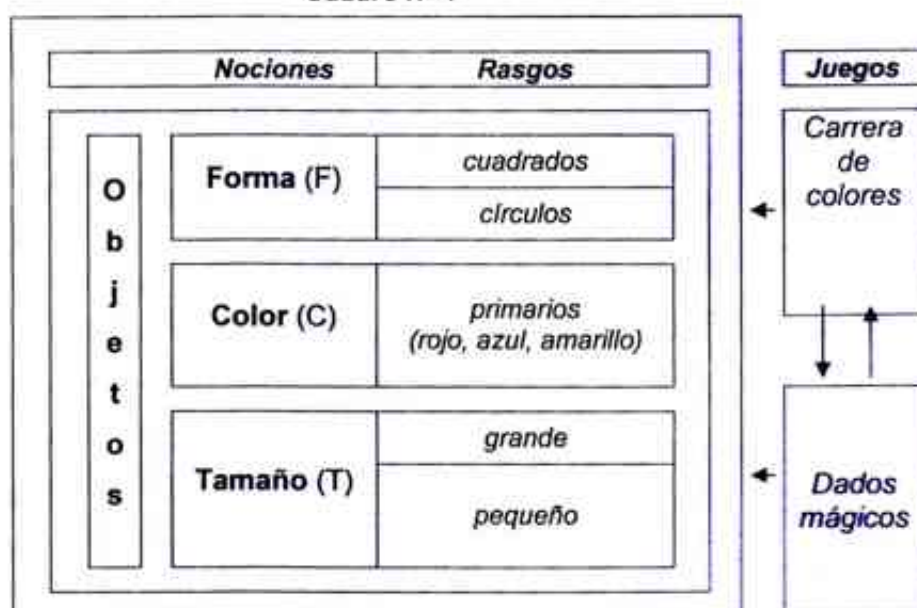 Nociones Rasgos Juegos
Objetos
Forma (F)
cuadrados
círculos
Color (C)
primarios
(rojo, azul, amarillo)
Tamaño (T)
grande
pequeño
Carrera
de
colores
Dados
mágicos